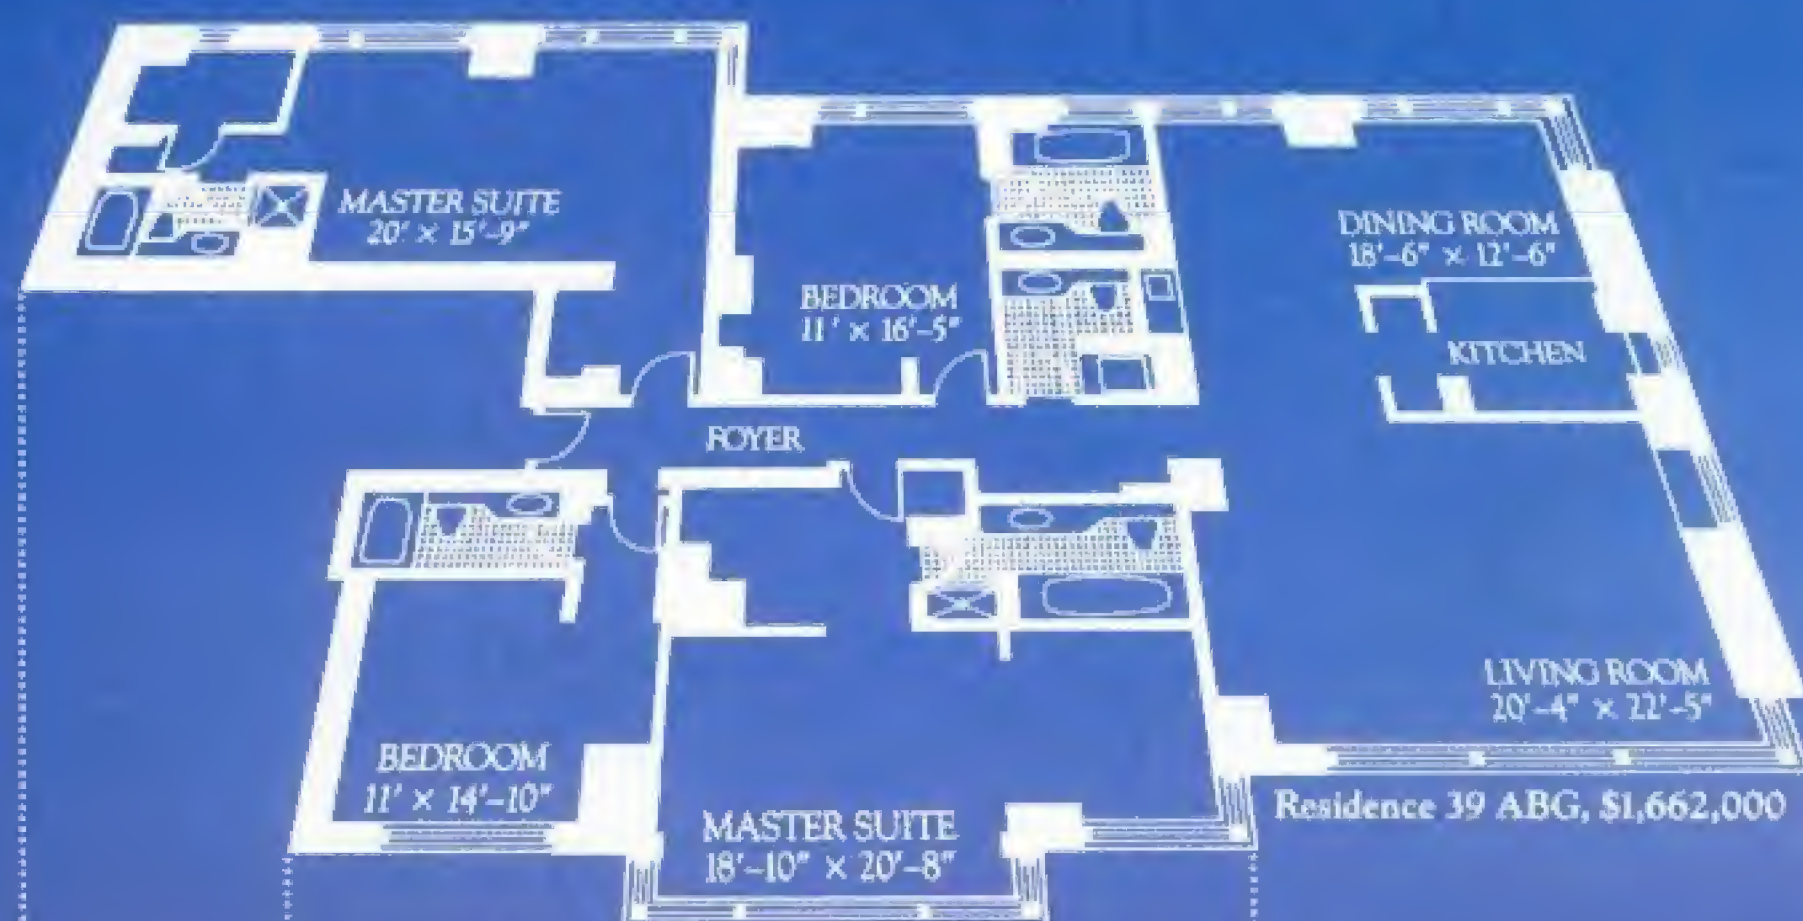 MASTER SUITE
20' × 15'-9"
DINING ROOM
18'-6" × 12'-6"
BEDROOM
11' × 16'-5"
KITCHEN
FOYER
LIVING ROOM
20'-4" × 22'-5"
BEDROOM
11' × 14'-10"
MASTER SUITE
18'-10" × 20'-8"
Residence 39 ABG, $1,662,000